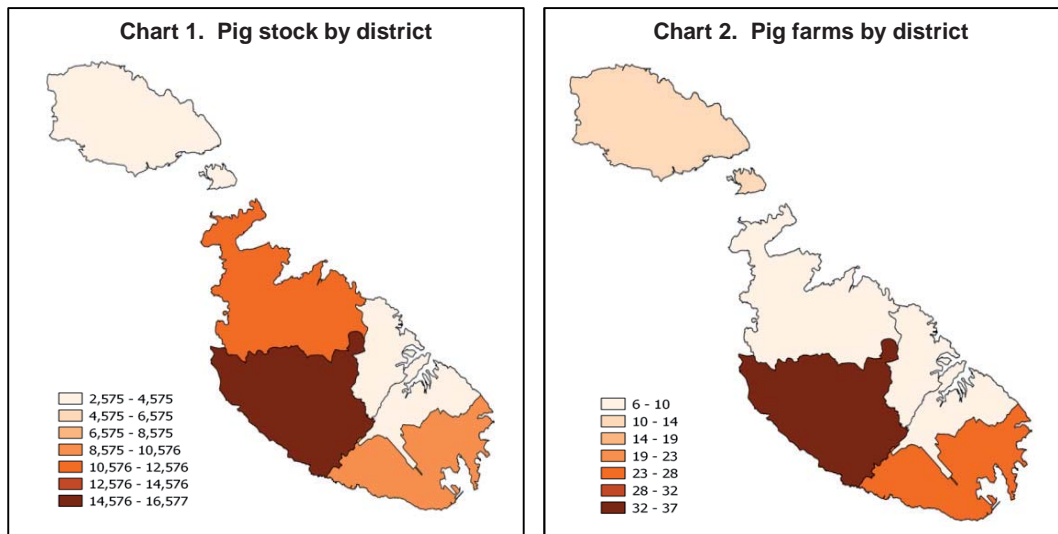 Chart 1. Pig stock by district
2,575 - 4,575
4,575 - 6,575
6,575 - 8,575
8,575 - 10,576
10,576 - 12,576
12,576 - 14,576
14,576 - 16,577
Chart 2. Pig farms by district
6 - 10
10 - 14
14 - 19
19 - 23
23 - 28
28 - 32
32 - 37